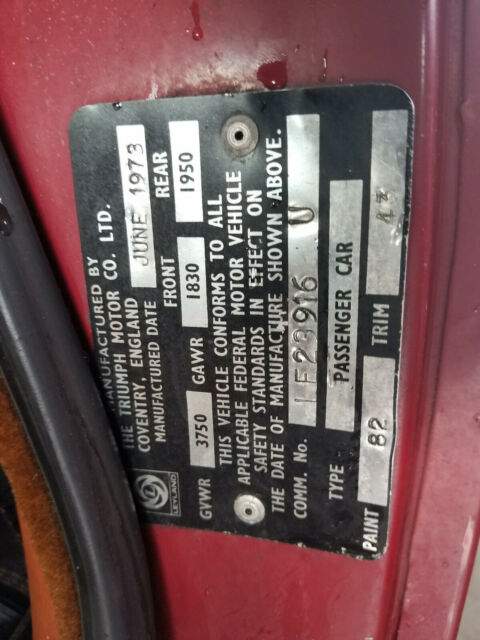 MANUFACTURED BY
THE TRIUMPH MOTOR CO. LTD.
COVENTRY, ENGLAND
MANUFACTURED DATE JUNE 1973
GVWR 3750 GAWR FRONT 1830 REAR 1950
THIS VEHICLE CONFORMS TO ALL
APPLICABLE FEDERAL MOTOR VEHICLE
SAFETY STANDARDS IN EFFECT ON
THE DATE OF MANUFACTURE SHOWN ABOVE.
COMM. No. LE23916 U
TYPE PASSENGER CAR
PAINT 82 TRIM
LEYLAND